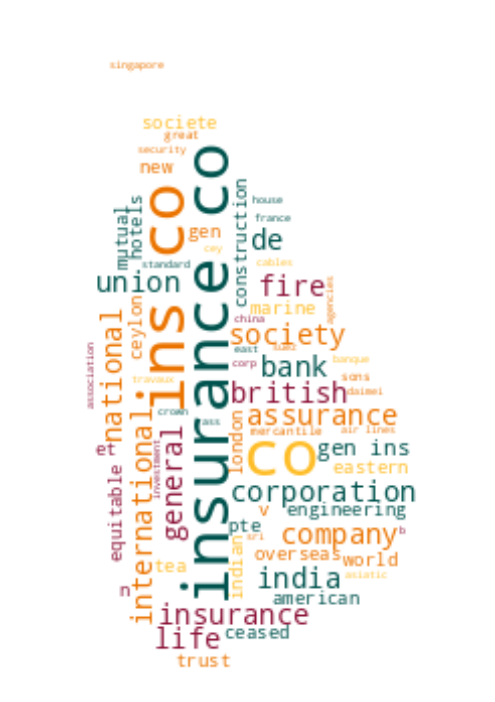 singapore
societe
great
security
new
insurance co
ins co
gen
cey
mutual
hotels
construction
house
france
de
standard
cables
union
fire
agencies
marine
ceylon
china
national
society
east
suez
association
corp
bank
banque
travaux
sons
british
daimei
crown
ass
assurance
international
london
mercantile
air lines
general
investment
co
gen ins
et
eastern
equitable
corporation
v
engineering
pte
company
b
sri
indian
overseas
world
tea
india
asiatic
n
american
insurance
life
ceased
trust